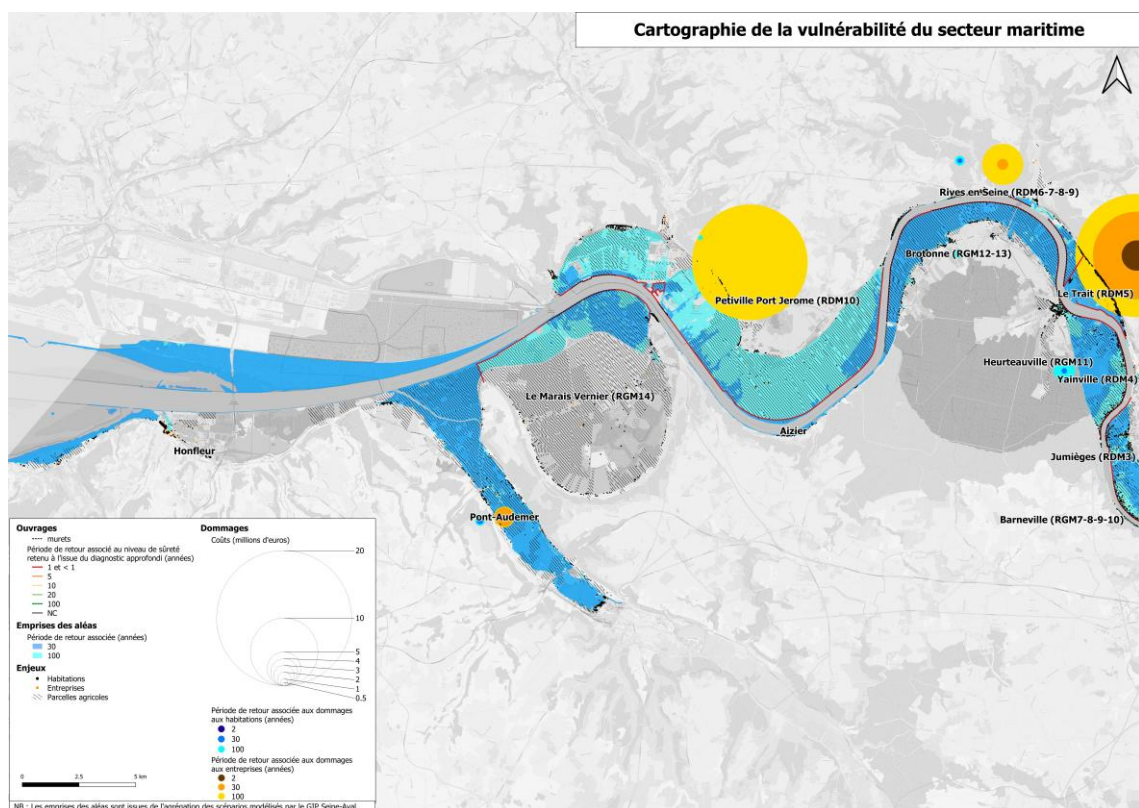 Cartographie de la vulnérabilité du secteur maritime
Rives en Seine (RDM6-7-8-9)
Brotonne (RGM12-13)
Petiville Port Jerome (RDM10)
Le Trait (RDM5)
Heurteauville (RGM11)
Yainville (RDM4)
Le Marais Vernier (RGM14)
Aizier
Honfleur
Jumièges (RDM3)
Pont-Audemer
Barneville (RGM7-8-9-10)
Ouvrages
murets
Période de retour associé au niveau de sûreté
retenu à l'issue du diagnostic approfondi (années)
1 et < 1
5
10
20
100
NC
Emprises des aléas
Période de retour associée (années)
30
100
Enjeux
Habitations
Entreprises
Parcelles agricoles
0 2.5 5 km
Dommages
Coûts (millions d'euros)
20
10
5
4
3
2
1
0.5
Période de retour associée aux dommages
aux habitations (années)
2
30
100
Période de retour associée aux dommages
aux entreprises (années)
2
30
100
NB : Les emprises des aléas sont issues de l'agrégation des scénarios modélisés par le GIP Seine-Aval